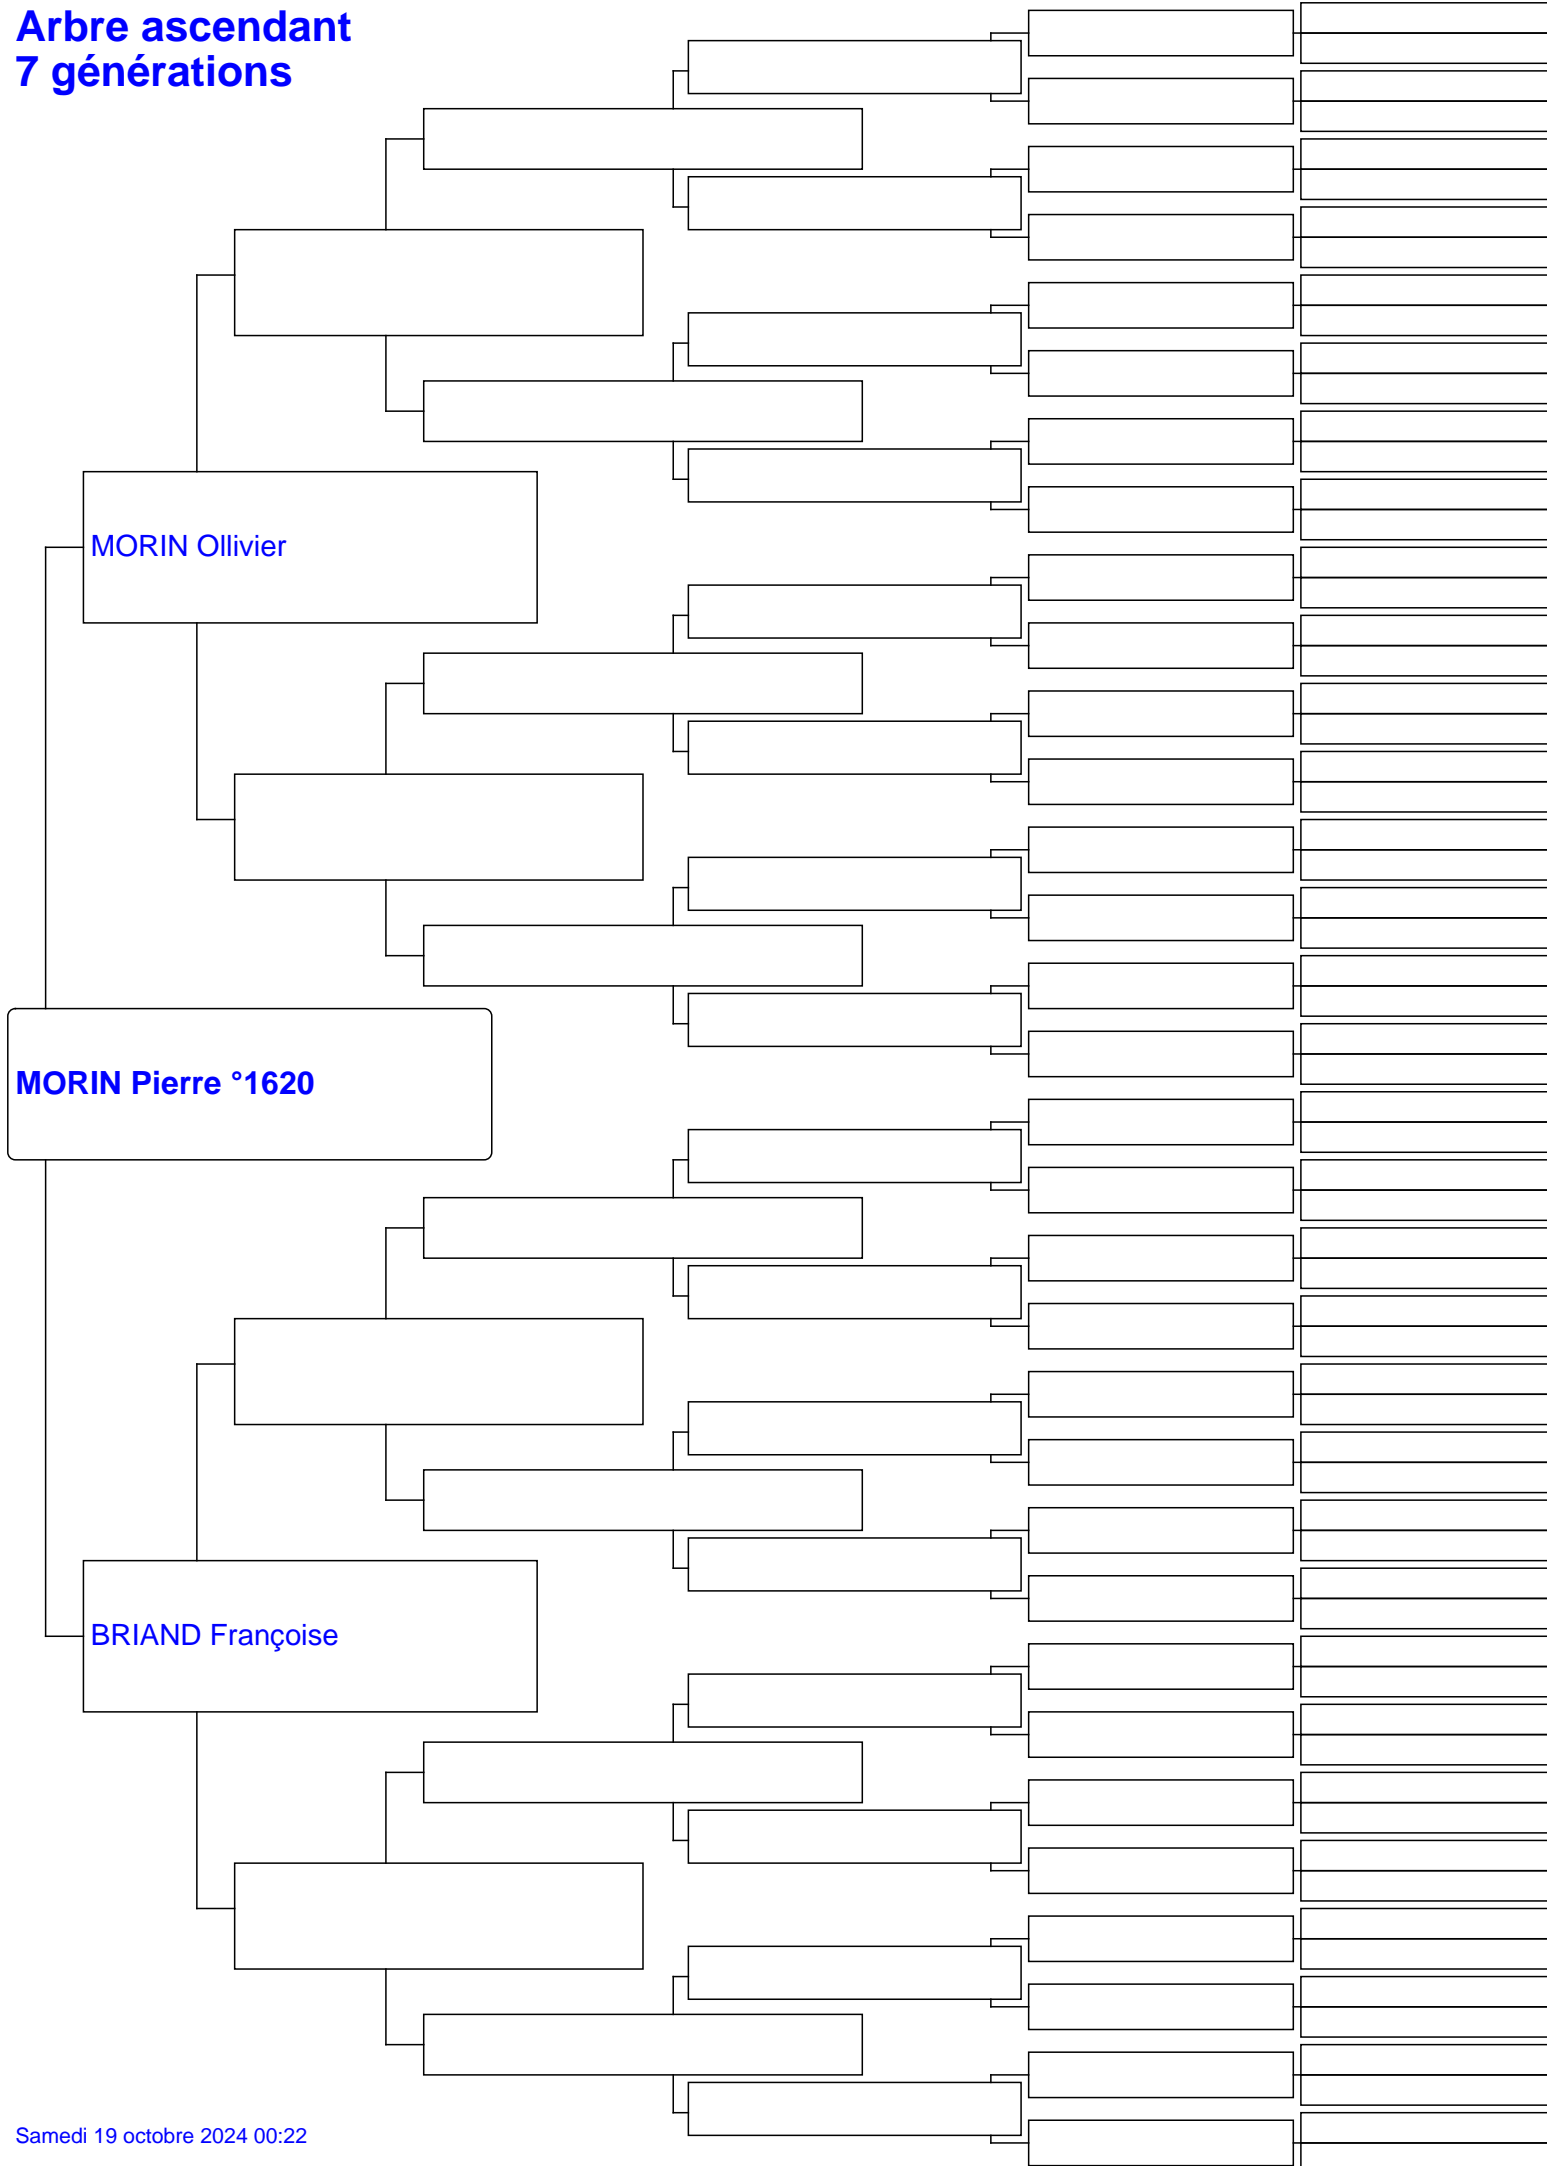 Arbre ascendant
7 générations
MORIN Ollivier
MORIN Pierre °1620
BRIAND Françoise
Samedi 19 octobre 2024 00:22